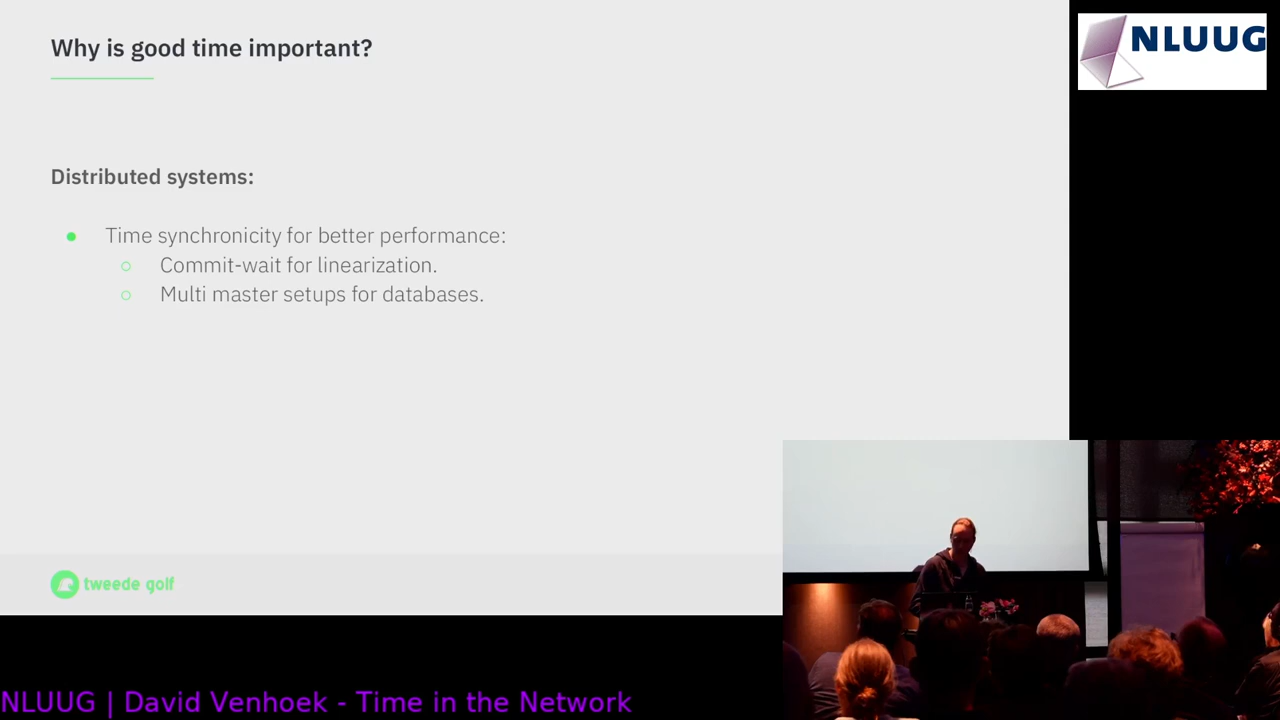 Why is good time important?
NLUUG
Distributed systems:
Time synchronicity for better performance:
Commit-wait for linearization.
Multi master setups for databases.
tweede golf
NLUUG | David Venhoek - Time in the Network